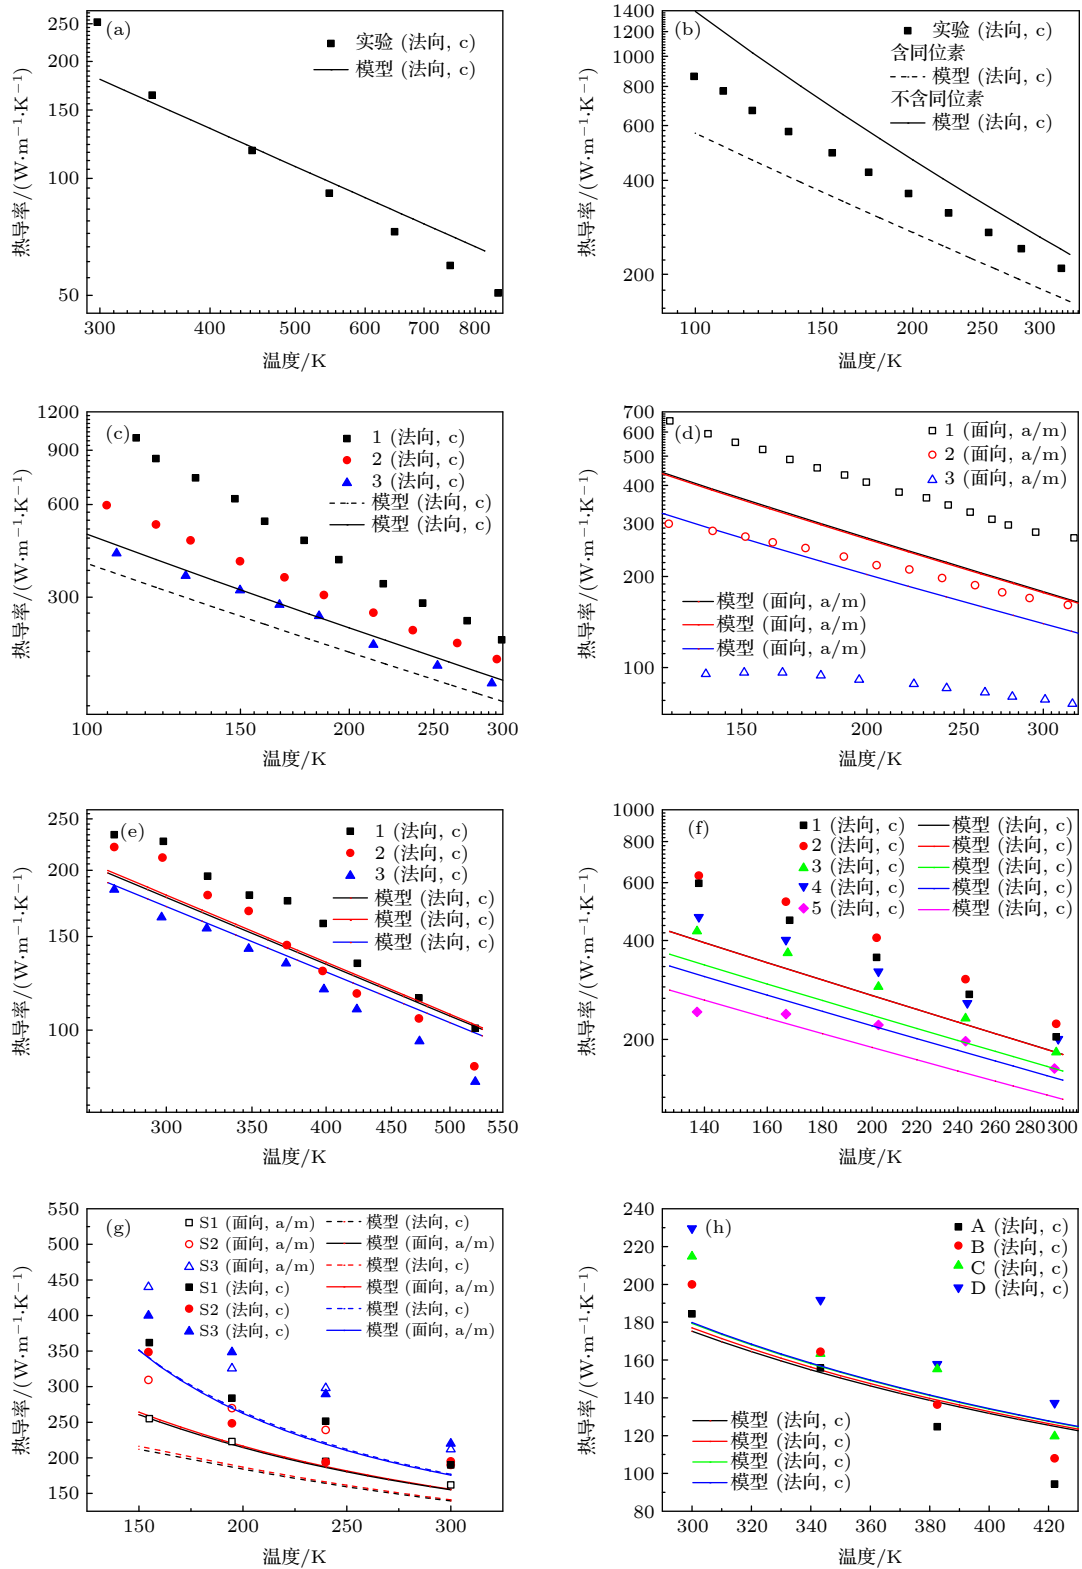 (a)
实验 (法向, c)
模型 (法向, c)
250
200
150
100
50
300 400 500 600 700 800
热导率/(W·m⁻¹·K⁻¹)
温度/K
(b)
实验 (法向, c)
含同位素
模型 (法向, c)
不含同位素
模型 (法向, c)
1400
1200
1000
800
600
400
200
100 150 200 250 300
热导率/(W·m⁻¹·K⁻¹)
温度/K
(c)
1 (法向, c)
2 (法向, c)
3 (法向, c)
模型 (法向, c)
模型 (法向, c)
1200
900
600
300
100 150 200 250 300
热导率/(W·m⁻¹·K⁻¹)
温度/K
(d)
1 (面向, a/m)
2 (面向, a/m)
3 (面向, a/m)
模型 (面向, a/m)
模型 (面向, a/m)
模型 (面向, a/m)
700
600
500
400
300
200
100
150 200 250 300
热导率/(W·m⁻¹·K⁻¹)
温度/K
(e)
1 (法向, c)
2 (法向, c)
3 (法向, c)
模型 (法向, c)
模型 (法向, c)
模型 (法向, c)
250
200
150
100
300 350 400 450 500 550
热导率/(W·m⁻¹·K⁻¹)
温度/K
(f)
1 (法向, c) 模型 (法向, c)
2 (法向, c) 模型 (法向, c)
3 (法向, c) 模型 (法向, c)
4 (法向, c) 模型 (法向, c)
5 (法向, c) 模型 (法向, c)
1000
800
600
400
200
140 160 180 200 220 240 260 280 300
热导率/(W·m⁻¹·K⁻¹)
温度/K
(g)
S1 (面向, a/m) 模型 (法向, c)
S2 (面向, a/m) 模型 (面向, a/m)
S3 (面向, a/m) 模型 (法向, c)
S1 (法向, c) 模型 (面向, a/m)
S2 (法向, c) 模型 (法向, c)
S3 (法向, c) 模型 (面向, a/m)
550
500
450
400
350
300
250
200
150
150 200 250 300
热导率/(W·m⁻¹·K⁻¹)
温度/K
(h)
A (法向, c)
B (法向, c)
C (法向, c)
D (法向, c)
模型 (法向, c)
模型 (法向, c)
模型 (法向, c)
模型 (法向, c)
240
220
200
180
160
140
120
100
80
300 320 340 360 380 400 420
热导率/(W·m⁻¹·K⁻¹)
温度/K